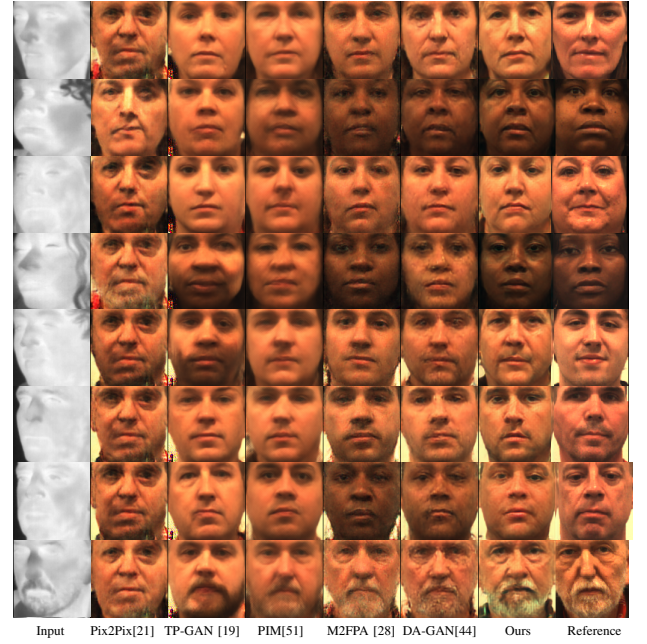 Input Pix2Pix[21] TP-GAN [19] PIM[51] M2FPA [28] DA-GAN[44] Ours Reference